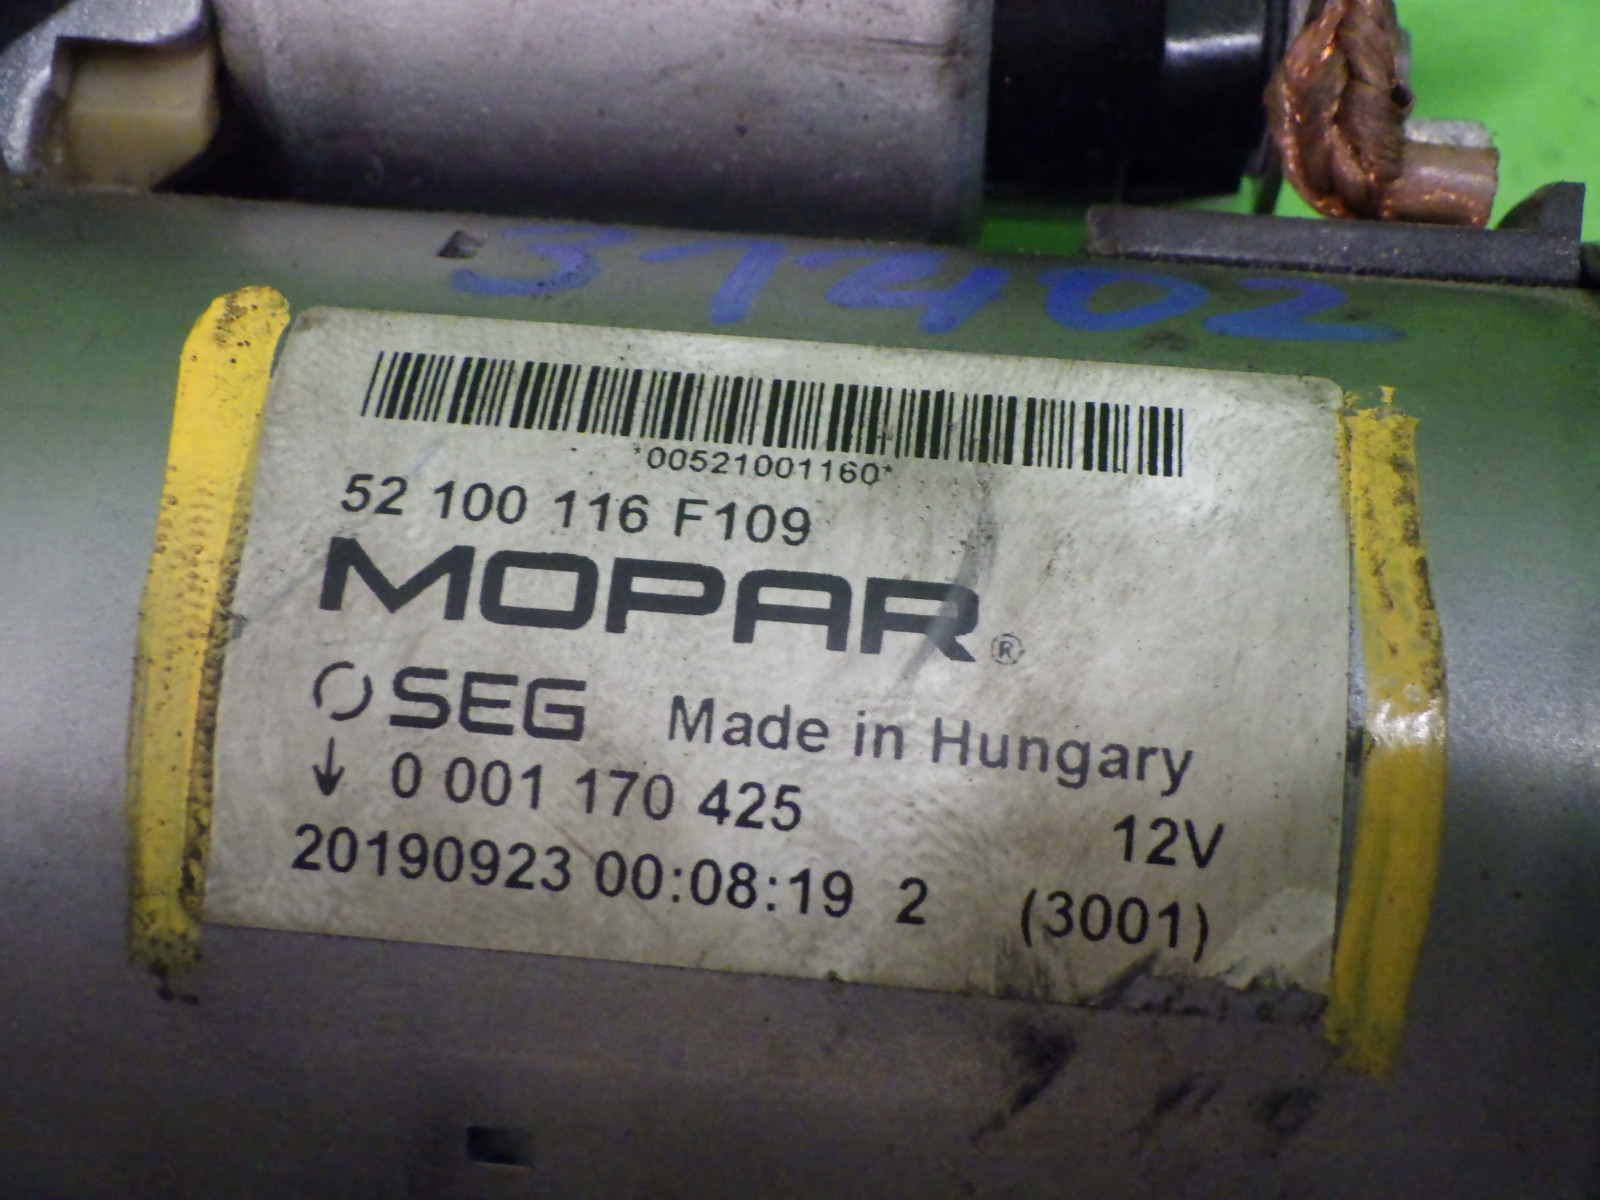 31402
*00521001160*
52 100 116 F109
MOPAR®
SEG Made in Hungary
↓ 0 001 170 425
12V
20190923 00:08:19 2 (3001)